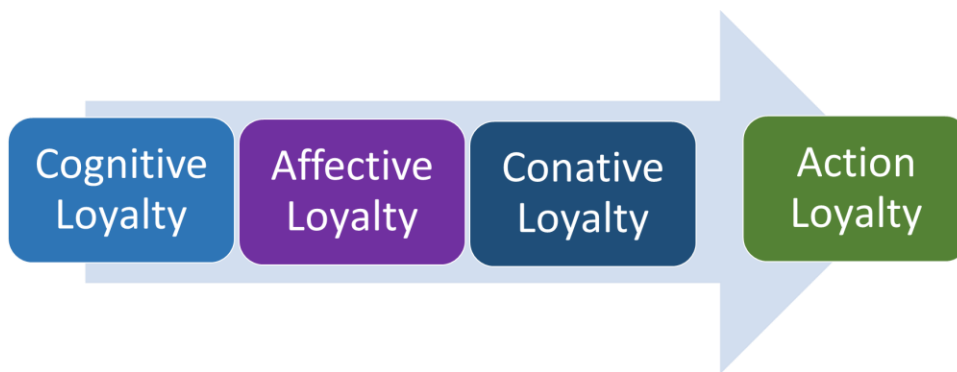 Cognitive
Loyalty
Affective
Loyalty
Conative
Loyalty
Action
Loyalty